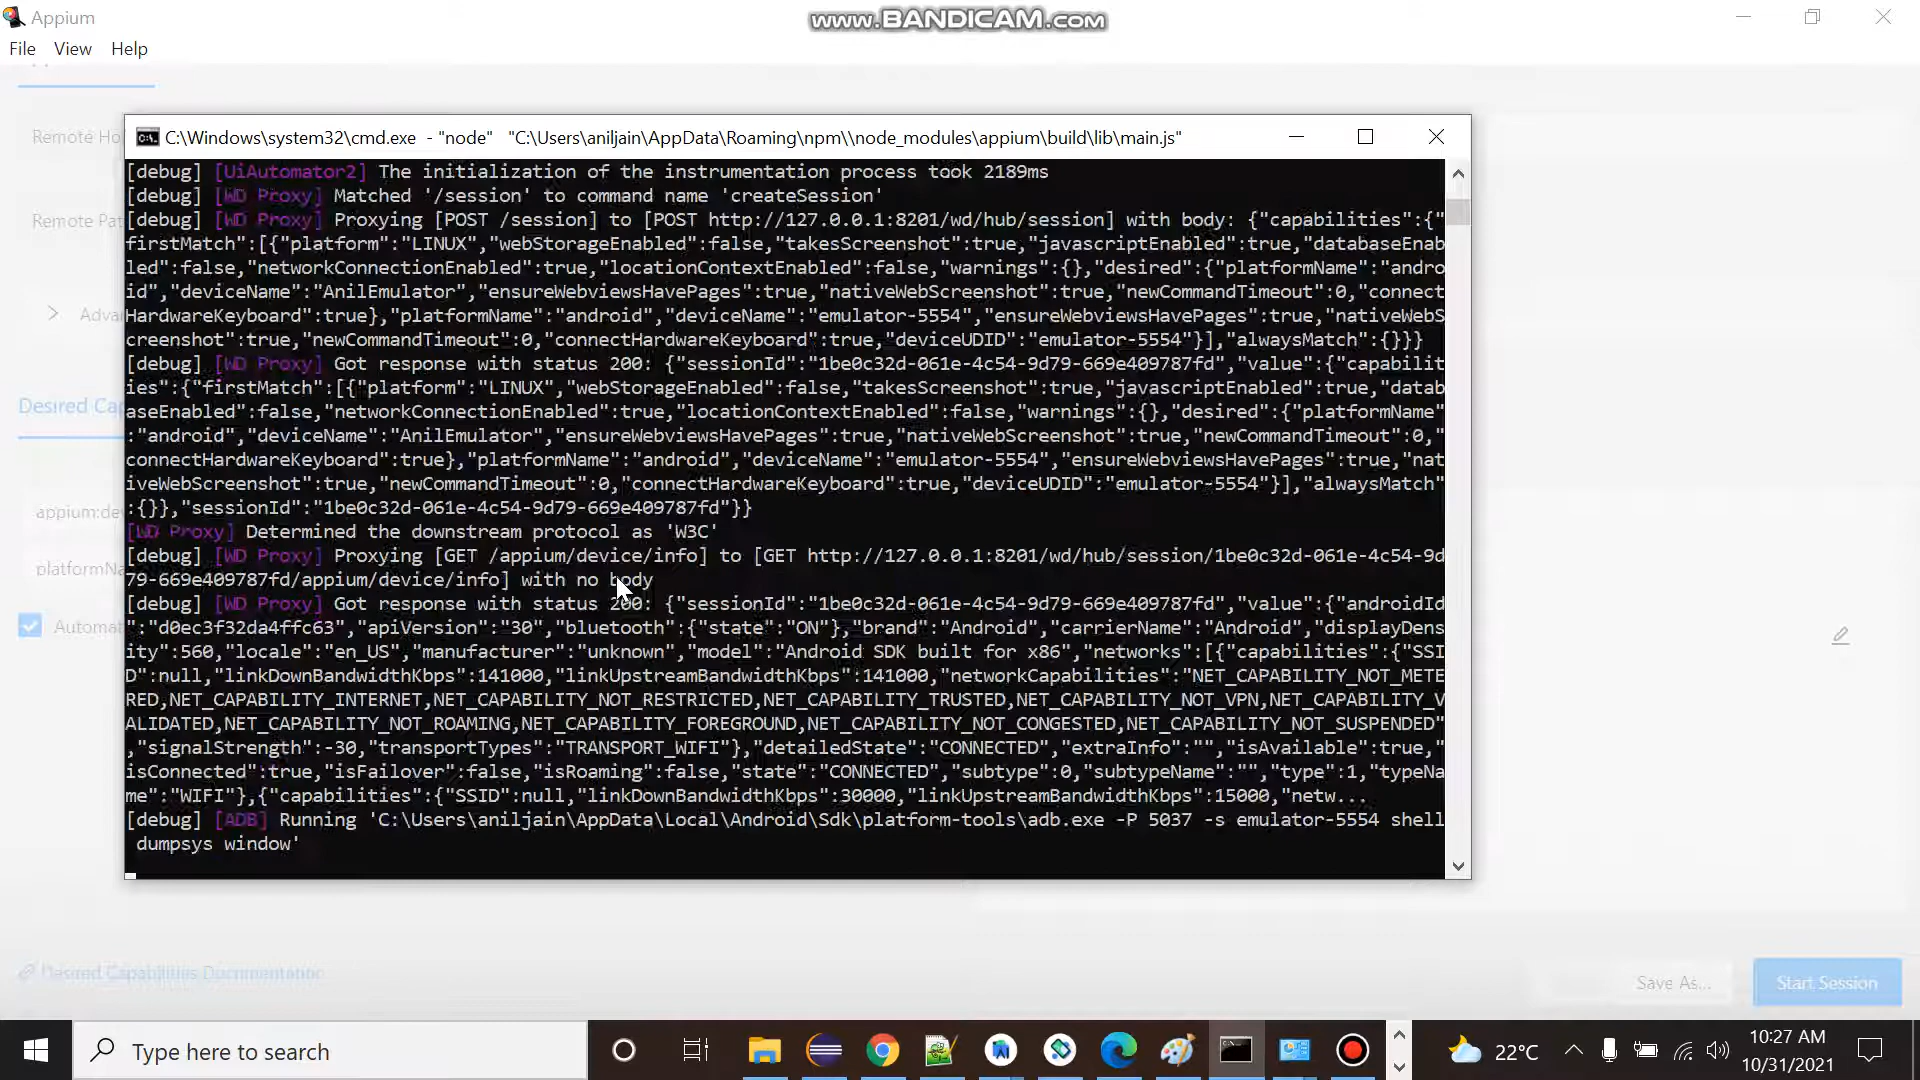 Appium
www.BANDICAM.com
File View Help
Remote Ho
C:\Windows\system32\cmd.exe - "node" "C:\Users\aniljain\AppData\Roaming\npm\\node_modules\appium\build\lib\main.js"
[debug] [UiAutomator2] The initialization of the instrumentation process took 2189ms
[debug] [WD Proxy] Matched '/session' to command name 'createSession'
[debug] [WD Proxy] Proxying [POST /session] to [POST http://127.0.0.1:8201/wd/hub/session] with body: {"capabilities":{"
firstMatch":[{"platform":"LINUX","webStorageEnabled":false,"takesScreenshot":true,"javascriptEnabled":true,"databaseEnab
led":false,"networkConnectionEnabled":true,"locationContextEnabled":false,"warnings":{},"desired":{"platformName":"andro
id","deviceName":"AnilEmulator","ensureWebviewsHavePages":true,"nativeWebScreenshot":true,"newCommandTimeout":0,"connect
HardwareKeyboard":true},"platformName":"android","deviceName":"emulator-5554","ensureWebviewsHavePages":true,"nativeWebS
creenshot":true,"newCommandTimeout":0,"connectHardwareKeyboard":true,"deviceUDID":"emulator-5554"}],"alwaysMatch":{}}}
[debug] [WD Proxy] Got response with status 200: {"sessionId":"1be0c32d-061e-4c54-9d79-669e409787fd","value":{"capabilit
ies":{"firstMatch":[{"platform":"LINUX","webStorageEnabled":false,"takesScreenshot":true,"javascriptEnabled":true,"datab
aseEnabled":false,"networkConnectionEnabled":true,"locationContextEnabled":false,"warnings":{},"desired":{"platformName"
:"android","deviceName":"AnilEmulator","ensureWebviewsHavePages":true,"nativeWebScreenshot":true,"newCommandTimeout":0,"
connectHardwareKeyboard":true},"platformName":"android","deviceName":"emulator-5554","ensureWebviewsHavePages":true,"nat
iveWebScreenshot":true,"newCommandTimeout":0,"connectHardwareKeyboard":true,"deviceUDID":"emulator-5554"}],"alwaysMatch"
:{}},"sessionId":"1be0c32d-061e-4c54-9d79-669e409787fd"}}
[WD Proxy] Determined the downstream protocol as 'W3C'
[debug] [WD Proxy] Proxying [GET /appium/device/info] to [GET http://127.0.0.1:8201/wd/hub/session/1be0c32d-061e-4c54-9d
79-669e409787fd/appium/device/info] with no body
[debug] [WD Proxy] Got response with status 200: {"sessionId":"1be0c32d-061e-4c54-9d79-669e409787fd","value":{"androidId
":"d0ec3f32da4ffc63","apiVersion":"30","bluetooth":{"state":"ON"},"brand":"Android","carrierName":"Android","displayDens
ity":560,"locale":"en_US","manufacturer":"unknown","model":"Android SDK built for x86","networks":[{"capabilities":{"SSI
D":null,"linkDownBandwidthKbps":141000,"linkUpstreamBandwidthKbps":141000,"networkCapabilities":"NET_CAPABILITY_NOT_METE
RED,NET_CAPABILITY_INTERNET,NET_CAPABILITY_NOT_RESTRICTED,NET_CAPABILITY_TRUSTED,NET_CAPABILITY_NOT_VPN,NET_CAPABILITY_V
ALIDATED,NET_CAPABILITY_NOT_ROAMING,NET_CAPABILITY_FOREGROUND,NET_CAPABILITY_NOT_CONGESTED,NET_CAPABILITY_NOT_SUSPENDED"
,"signalStrength":-30,"transportTypes":"TRANSPORT_WIFI"},"detailedState":"CONNECTED","extraInfo":"","isAvailable":true,"
isConnected":true,"isFailover":false,"isRoaming":false,"state":"CONNECTED","subtype":0,"subtypeName":"","type":1,"typeNa
me":"WIFI"},{"capabilities":{"SSID":null,"linkDownBandwidthKbps":30000,"linkUpstreamBandwidthKbps":15000,"netw...
[debug] [ADB] Running 'C:\Users\aniljain\AppData\Local\Android\Sdk\platform-tools\adb.exe -P 5037 -s emulator-5554 shell
dumpsys window'
Remote Pat
Advan
Desired Cap
appium:dev
platformNa
Automat
Desired Capabilities Documentation
Save As...
Start Session
Type here to search
22°C
10:27 AM
10/31/2021